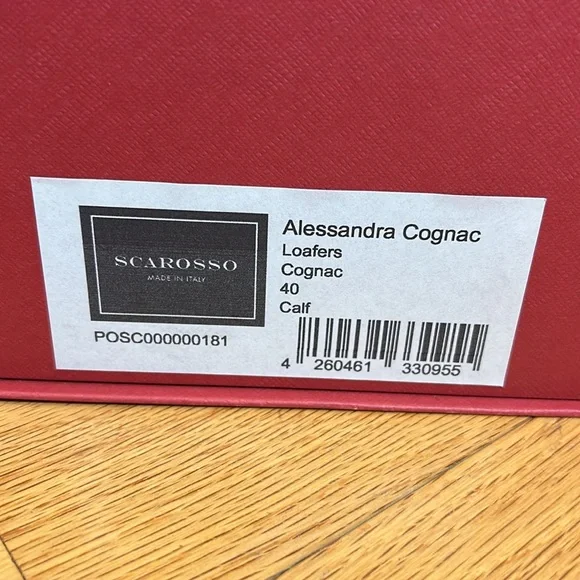 SCAROSSO
MADE IN ITALY
POSC000000181
Alessandra Cognac
Loafers
Cognac
40
Calf
4 260461 330955